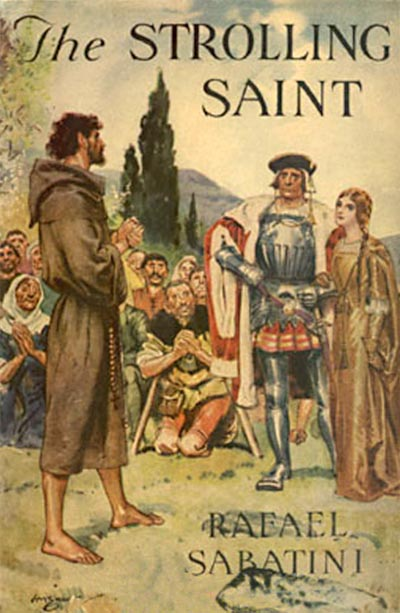 The STROLLING
SAINT
RAFAEL
SABATINI